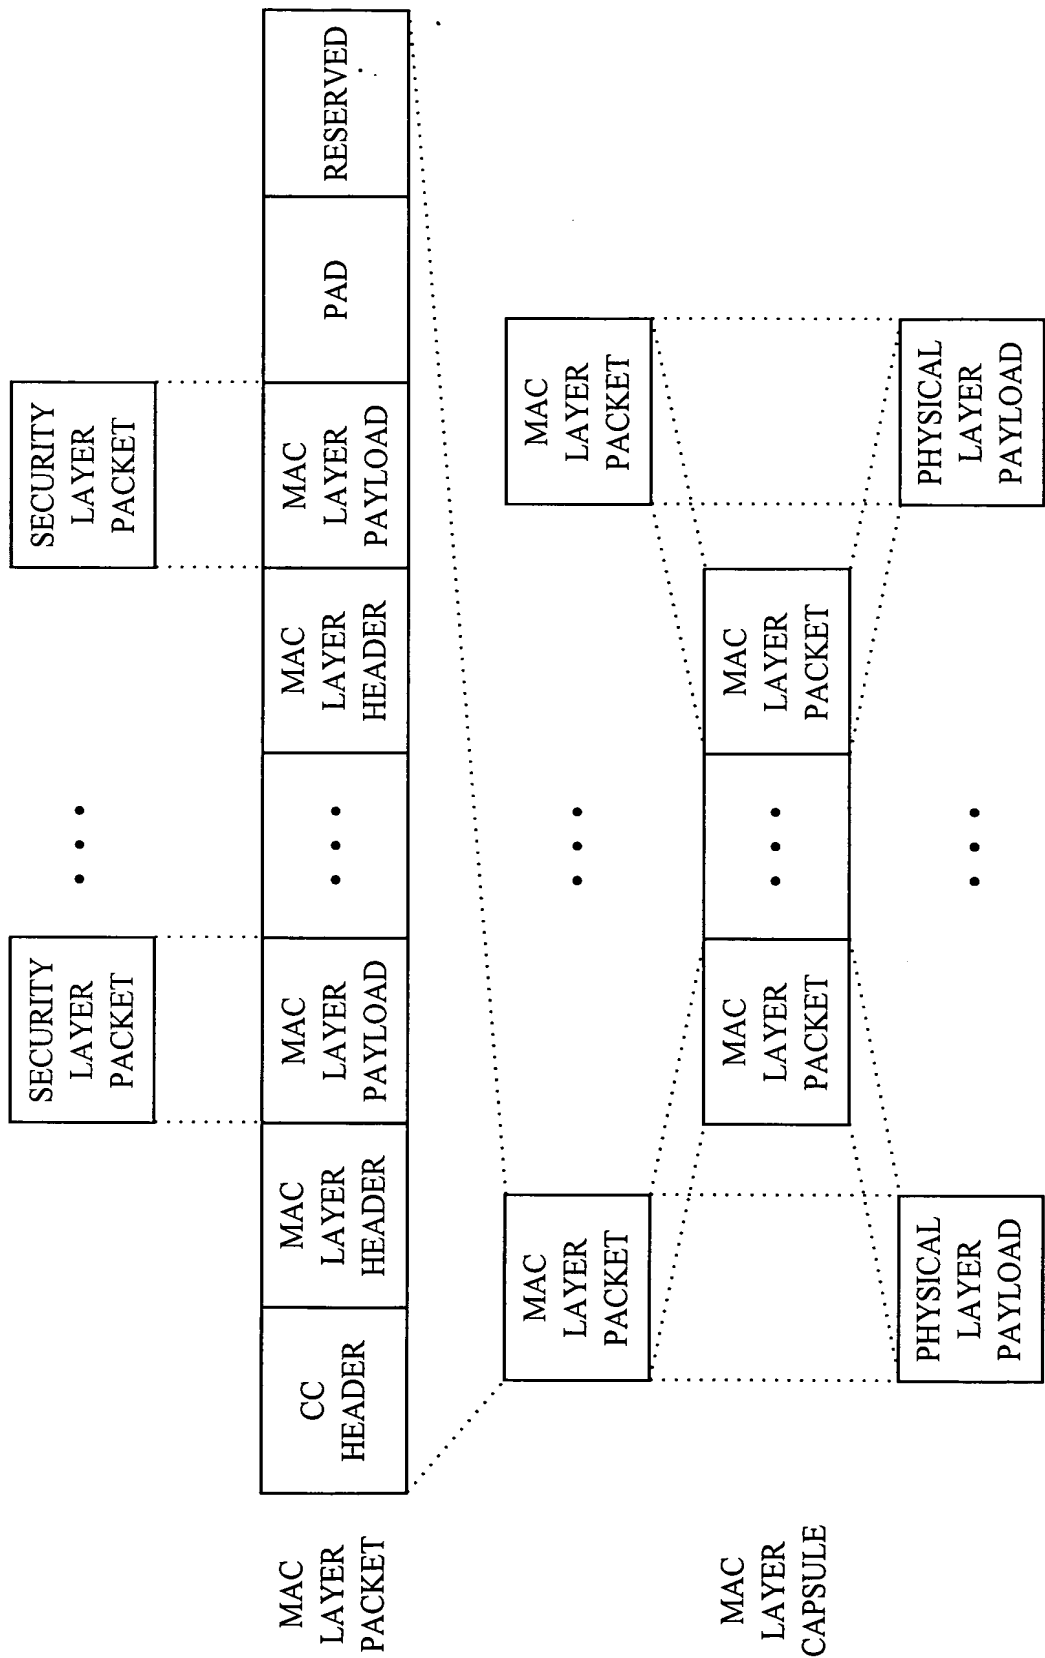 SECURITY
LAYER
PACKET
• • •
SECURITY
LAYER
PACKET
MAC
LAYER
PACKET
CC
HEADER
MAC
LAYER
HEADER
MAC
LAYER
PAYLOAD
• • •
MAC
LAYER
HEADER
MAC
LAYER
PAYLOAD
PAD
RESERVED
MAC
LAYER
PACKET
• • •
MAC
LAYER
PACKET
MAC
LAYER
CAPSULE
MAC
LAYER
PACKET
• • •
MAC
LAYER
PACKET
PHYSICAL
LAYER
PAYLOAD
• • •
PHYSICAL
LAYER
PAYLOAD